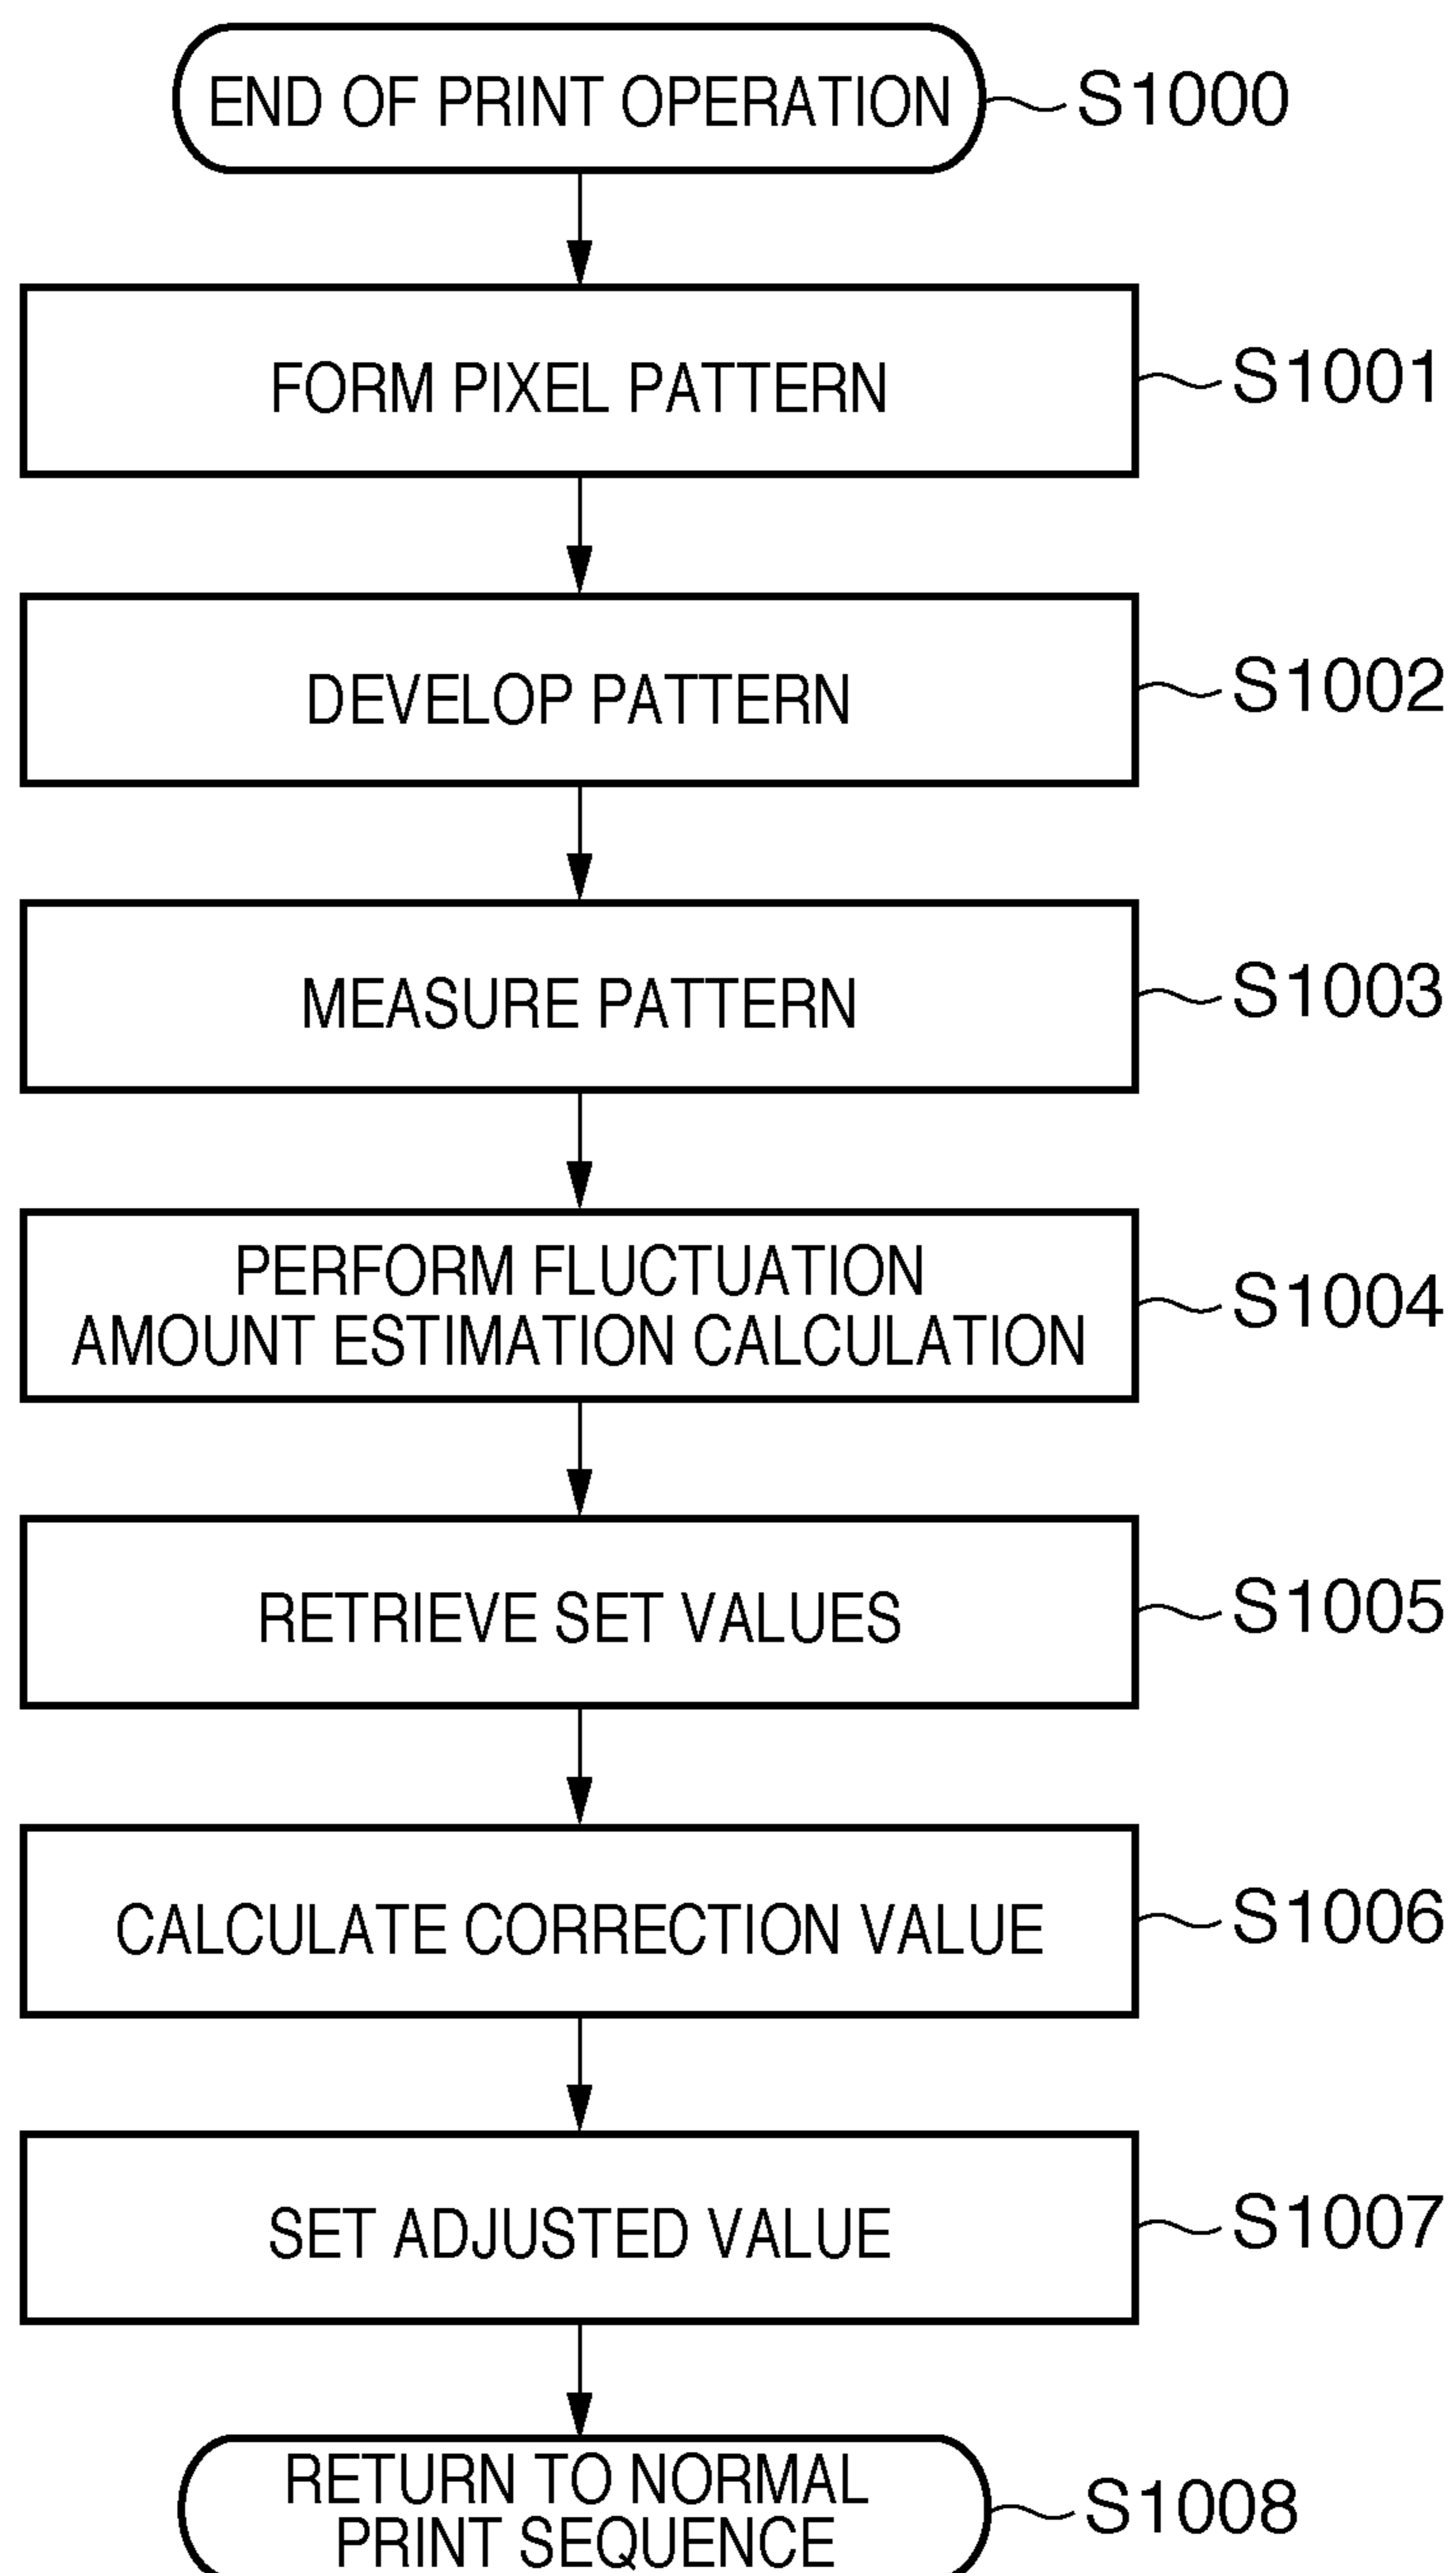 END OF PRINT OPERATION S1000
FORM PIXEL PATTERN S1001
DEVELOP PATTERN S1002
MEASURE PATTERN S1003
PERFORM FLUCTUATION
AMOUNT ESTIMATION CALCULATION S1004
RETRIEVE SET VALUES S1005
CALCULATE CORRECTION VALUE S1006
SET ADJUSTED VALUE S1007
RETURN TO NORMAL
PRINT SEQUENCE S1008